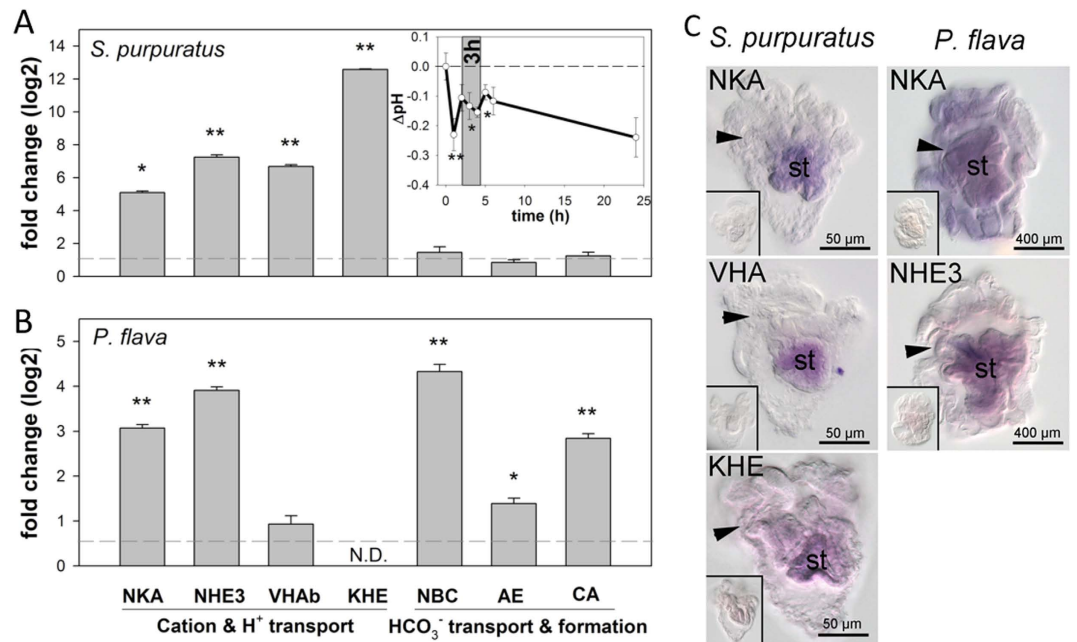 A
S. purpuratus
fold change (log2)
14
12
10
8
6
4
2
0
*
**
**
**
ΔpH
0.1
0.0
-0.1
-0.2
-0.3
-0.4
3h
**
*
*
0
5
10
15
20
25
time (h)
B
P. flava
fold change (log2)
5
4
3
2
1
0
**
**
N.D.
**
*
**
NKA NHE3 VHAb KHE NBC AE CA
Cation & H⁺ transport HCO₃⁻ transport & formation
C
S. purpuratus P. flava
NKA
st
50 µm
NKA
st
400 µm
VHA
st
50 µm
NHE3
st
400 µm
KHE
st
50 µm